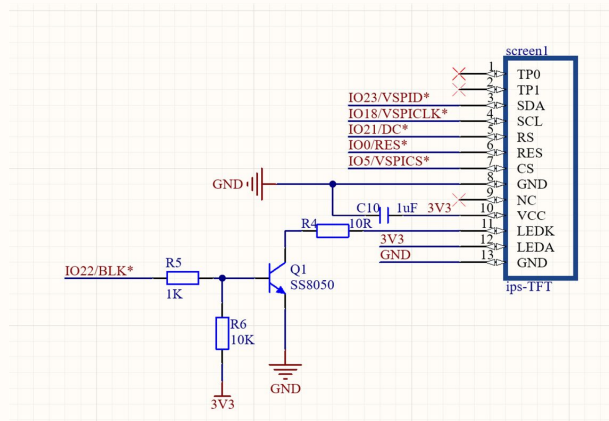 screen1
1 TP0
2 TP1
IO23/VSPID* 3 SDA
IO18/VSPICLK* 4 SCL
IO21/DC* 5 RS
IO0/RES* 6 RES
IO5/VSPICS* 7 CS
GND 8 GND
9 NC
C10 1uF 3V3 10 VCC
R4 10R 11 LEDK
3V3 12 LEDA
GND 13 GND
ips-TFT
R5
IO22/BLK*
1K
Q1
SS8050
R6
10K
GND
3V3